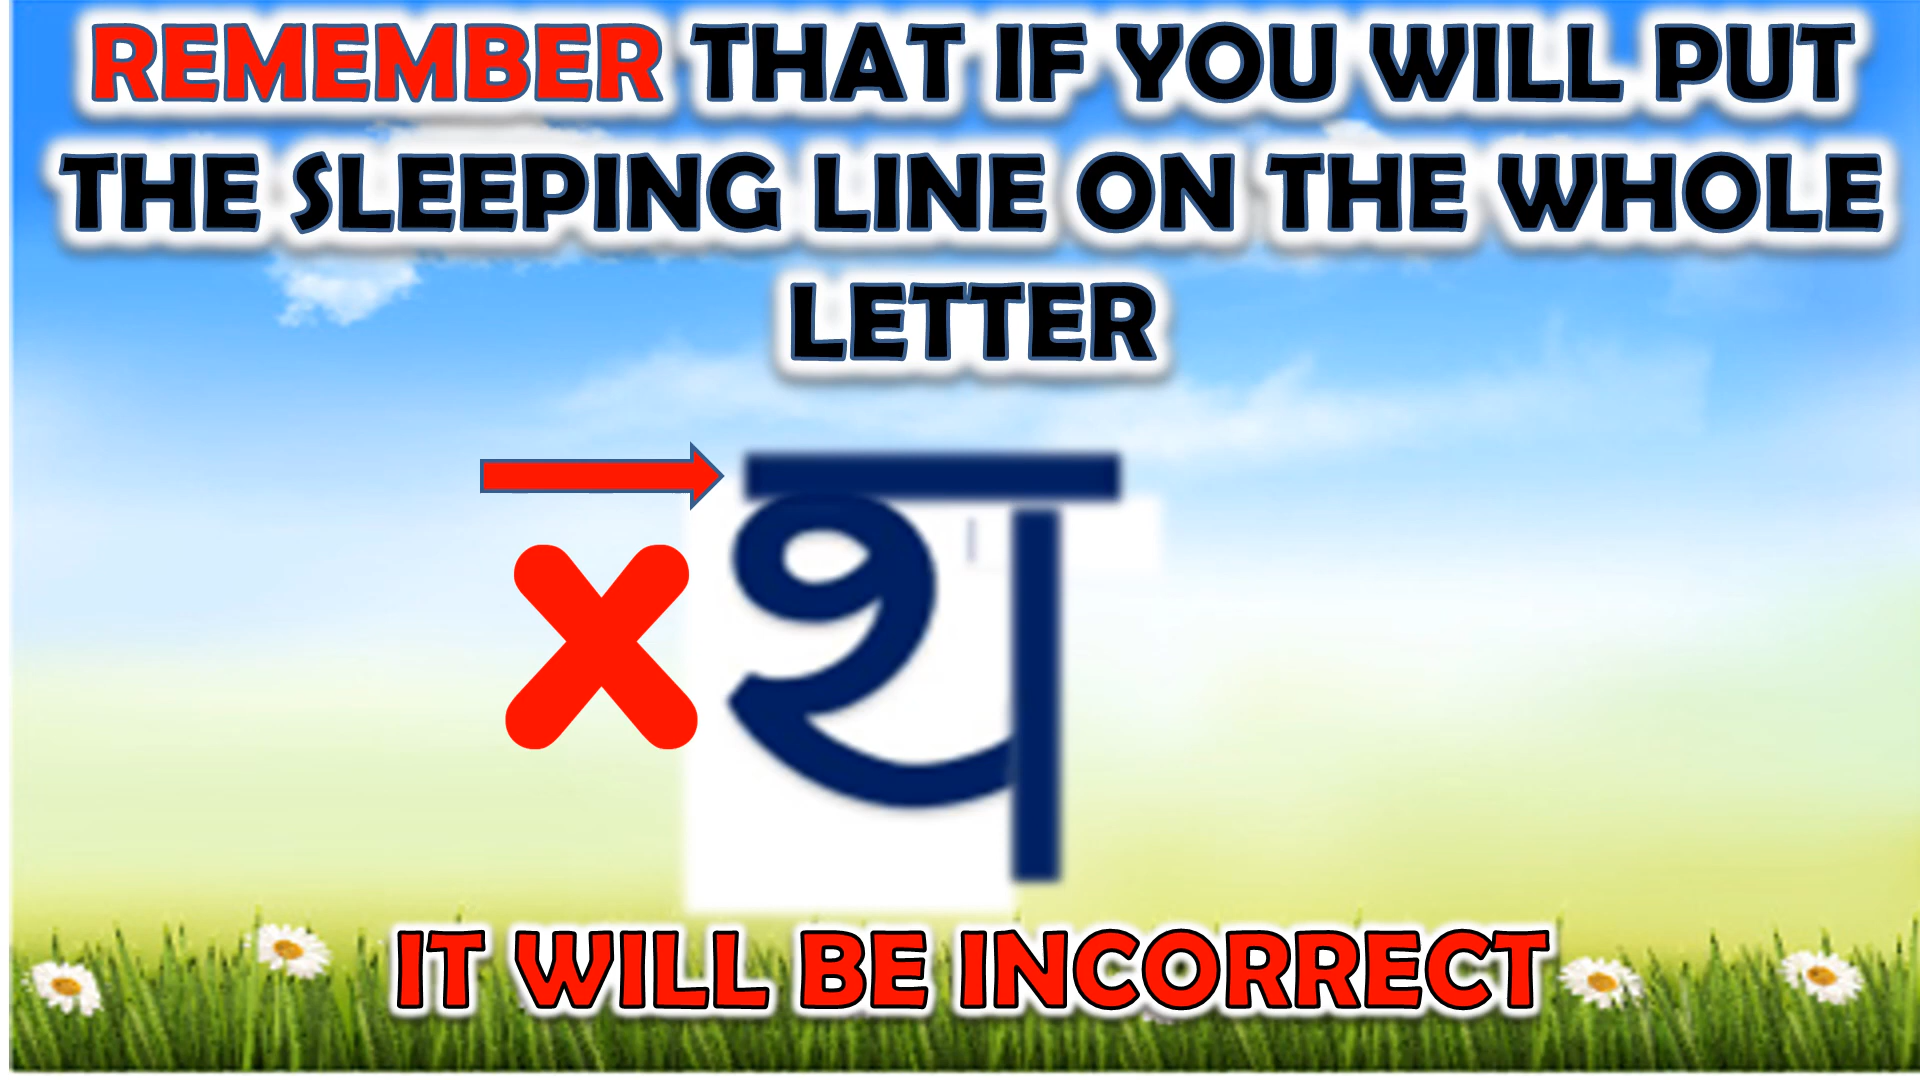 REMEMBER THAT IF YOU WILL PUT
THE SLEEPING LINE ON THE WHOLE
LETTER
थ
IT WILL BE INCORRECT